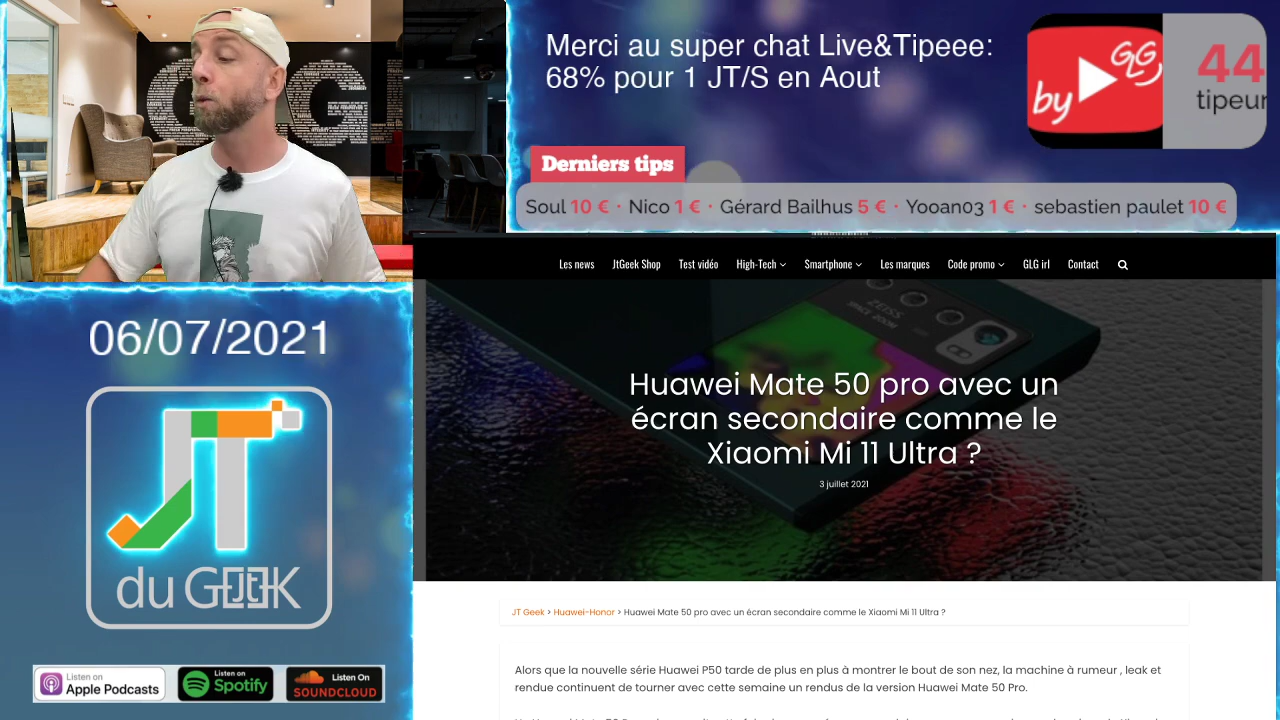 Merci au super chat Live&Tipeee:
68% pour 1 JT/S en Aout
by GLG
44
tipeur
Derniers tips
Soul 10 € · Nico 1 € · Gérard Bailhus 5 € · Yooan03 1 € · sebastien paulet 10 €
Les news JtGeek Shop Test vidéo High-Tech Smartphone Les marques Code promo GLG irl Contact
06/07/2021
ZEISS
SPACE ZOOM
Huawei Mate 50 pro avec un
écran secondaire comme le
Xiaomi Mi 11 Ultra ?
3 juillet 2021
JT
du GEEK
JT Geek > Huawei-Honor > Huawei Mate 50 pro avec un écran secondaire comme le Xiaomi Mi 11 Ultra ?
Alors que la nouvelle série Huawei P50 tarde de plus en plus à montrer le bout de son nez, la machine à rumeur , leak et
rendue continuent de tourner avec cette semaine un rendus de la version Huawei Mate 50 Pro.
Listen on
Apple Podcasts
Listen on
Spotify
Listen On
SOUNDCLOUD